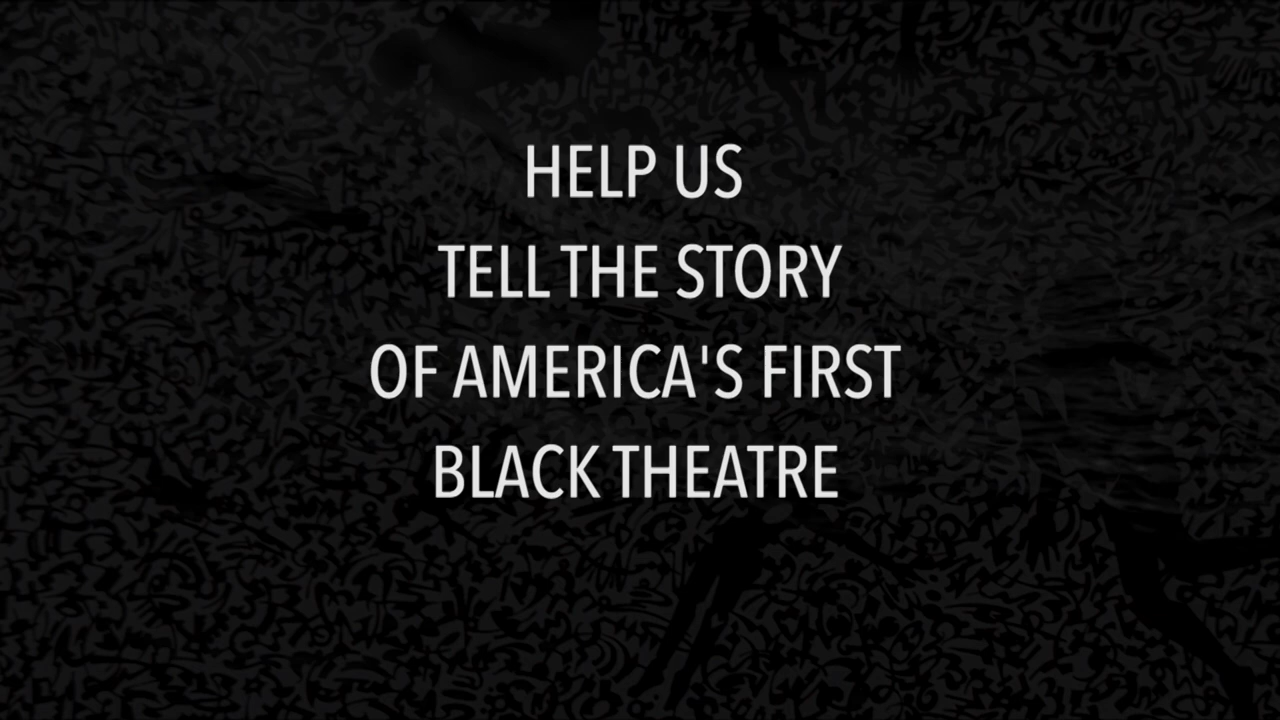 HELP US
TELL THE STORY
OF AMERICA'S FIRST
BLACK THEATRE